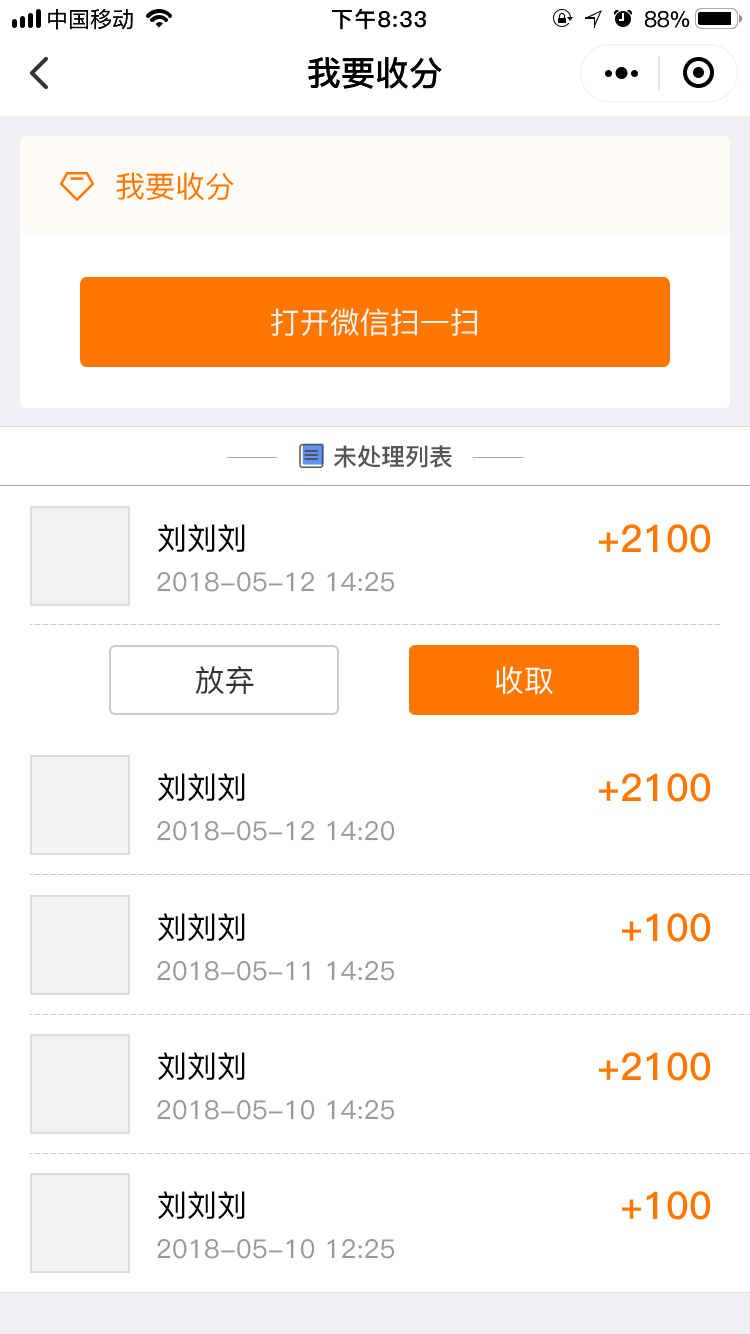 中国移动 下午8:33 88%
我要收分
我要收分
打开微信扫一扫
未处理列表
刘刘刘 +2100
2018-05-12 14:25
放弃 收取
刘刘刘 +2100
2018-05-12 14:20
刘刘刘 +100
2018-05-11 14:25
刘刘刘 +2100
2018-05-10 14:25
刘刘刘 +100
2018-05-10 12:25